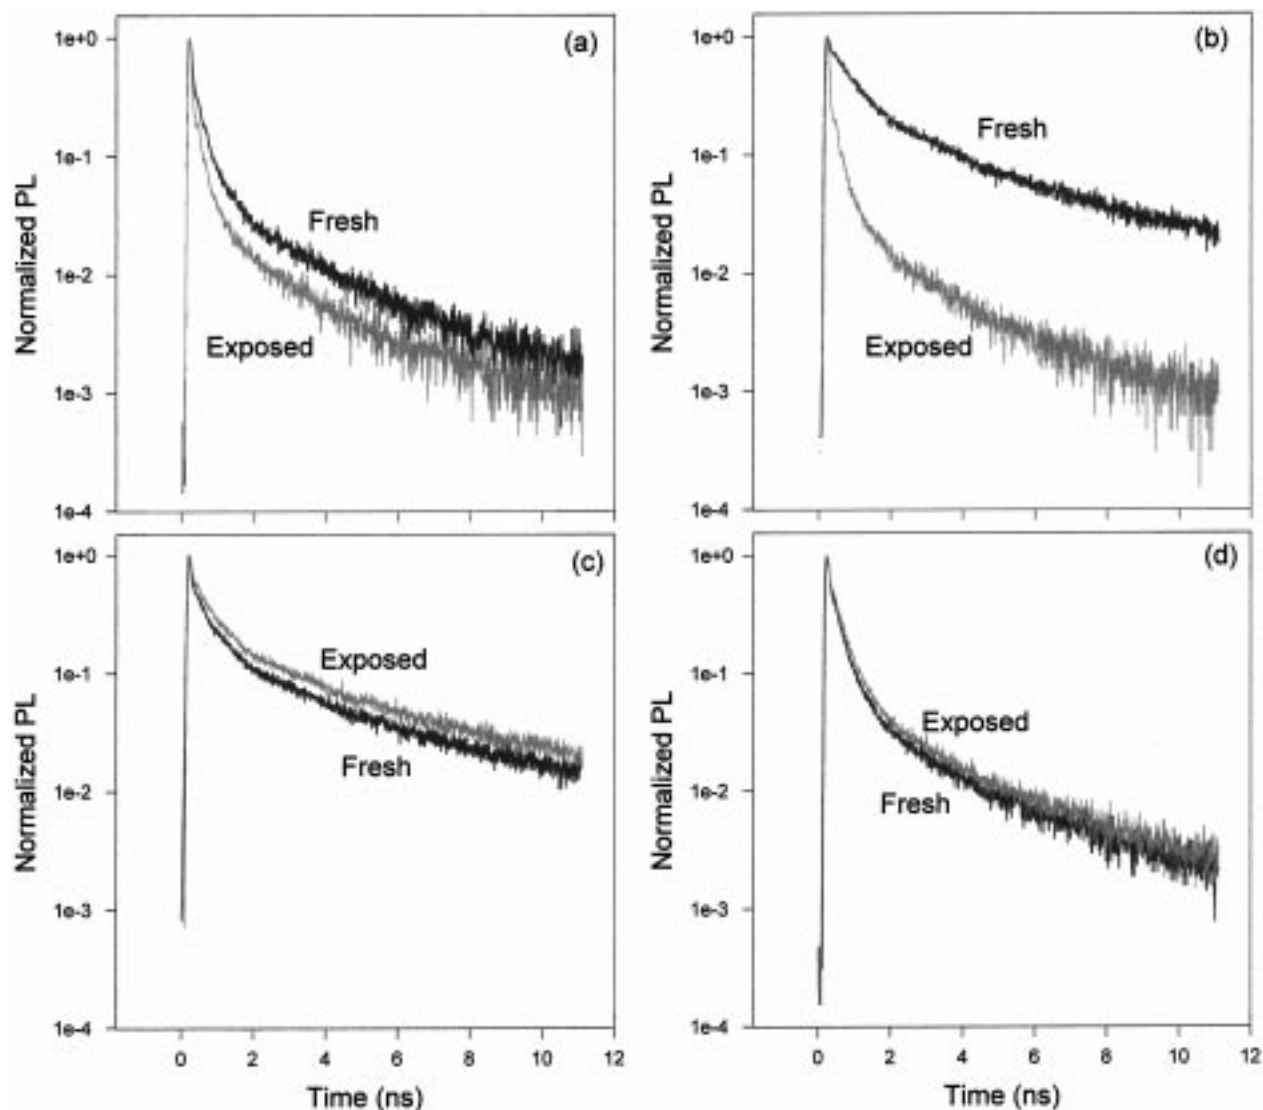 (a)
Normalized PL
1e+0
1e-1
1e-2
1e-3
1e-4
Fresh
Exposed
(b)
Normalized PL
1e+0
1e-1
1e-2
1e-3
1e-4
Fresh
Exposed
(c)
Normalized PL
1e+0
1e-1
1e-2
1e-3
1e-4
Exposed
Fresh
0 2 4 6 8 10 12
Time (ns)
(d)
Normalized PL
1e+0
1e-1
1e-2
1e-3
1e-4
Exposed
Fresh
0 2 4 6 8 10 12
Time (ns)